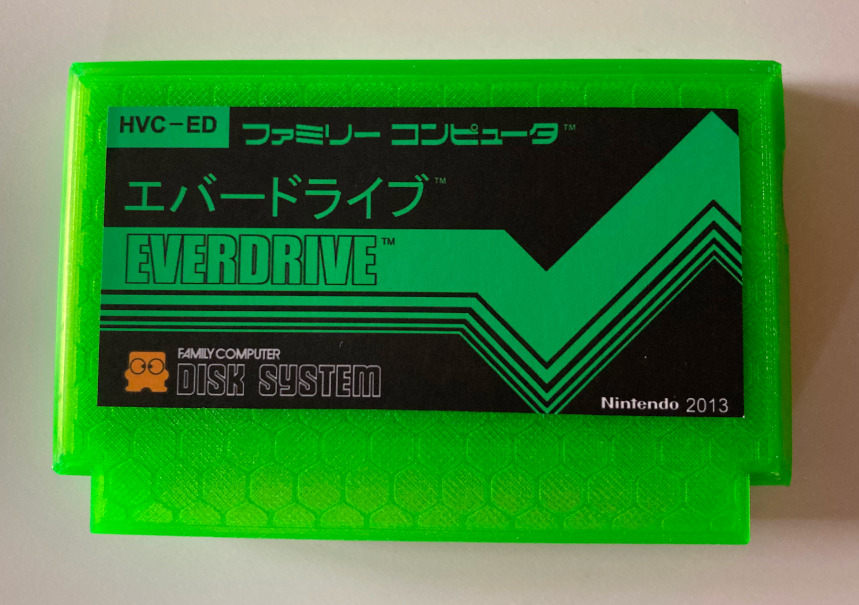 HVC-ED
ファミリー コンピュータ™
エバードライブ™
EVERDRIVE™
FAMILY COMPUTER
DISK SYSTEM
Nintendo 2013